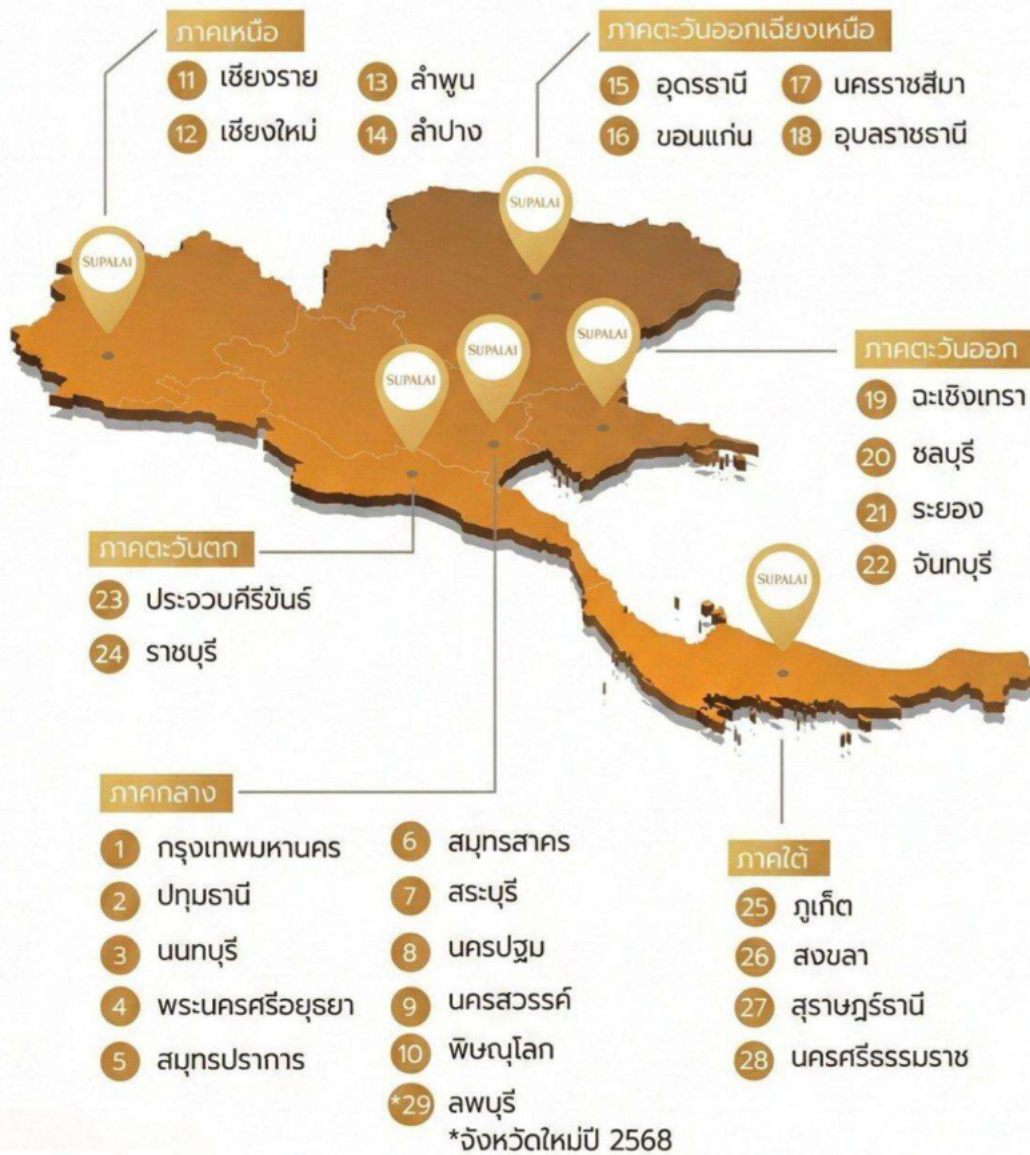 ภาคเหนือ
11 เชียงราย
12 เชียงใหม่
13 ลำพูน
14 ลำปาง
ภาคตะวันออกเฉียงเหนือ
15 อุดรธานี
16 ขอนแก่น
17 นครราชสีมา
18 อุบลราชธานี
SUPALAI
SUPALAI
SUPALAI
SUPALAI
SUPALAI
ภาคตะวันออก
19 ฉะเชิงเทรา
20 ชลบุรี
21 ระยอง
22 จันทบุรี
ภาคตะวันตก
23 ประจวบคีรีขันธ์
24 ราชบุรี
SUPALAI
ภาคกลาง
1 กรุงเทพมหานคร
2 ปทุมธานี
3 นนทบุรี
4 พระนครศรีอยุธยา
5 สมุทรปราการ
6 สมุทรสาคร
7 สระบุรี
8 นครปฐม
9 นครสวรรค์
10 พิษณุโลก
*29 ลพบุรี
*จังหวัดใหม่ปี 2568
ภาคใต้
25 ภูเก็ต
26 สงขลา
27 สุราษฎร์ธานี
28 นครศรีธรรมราช